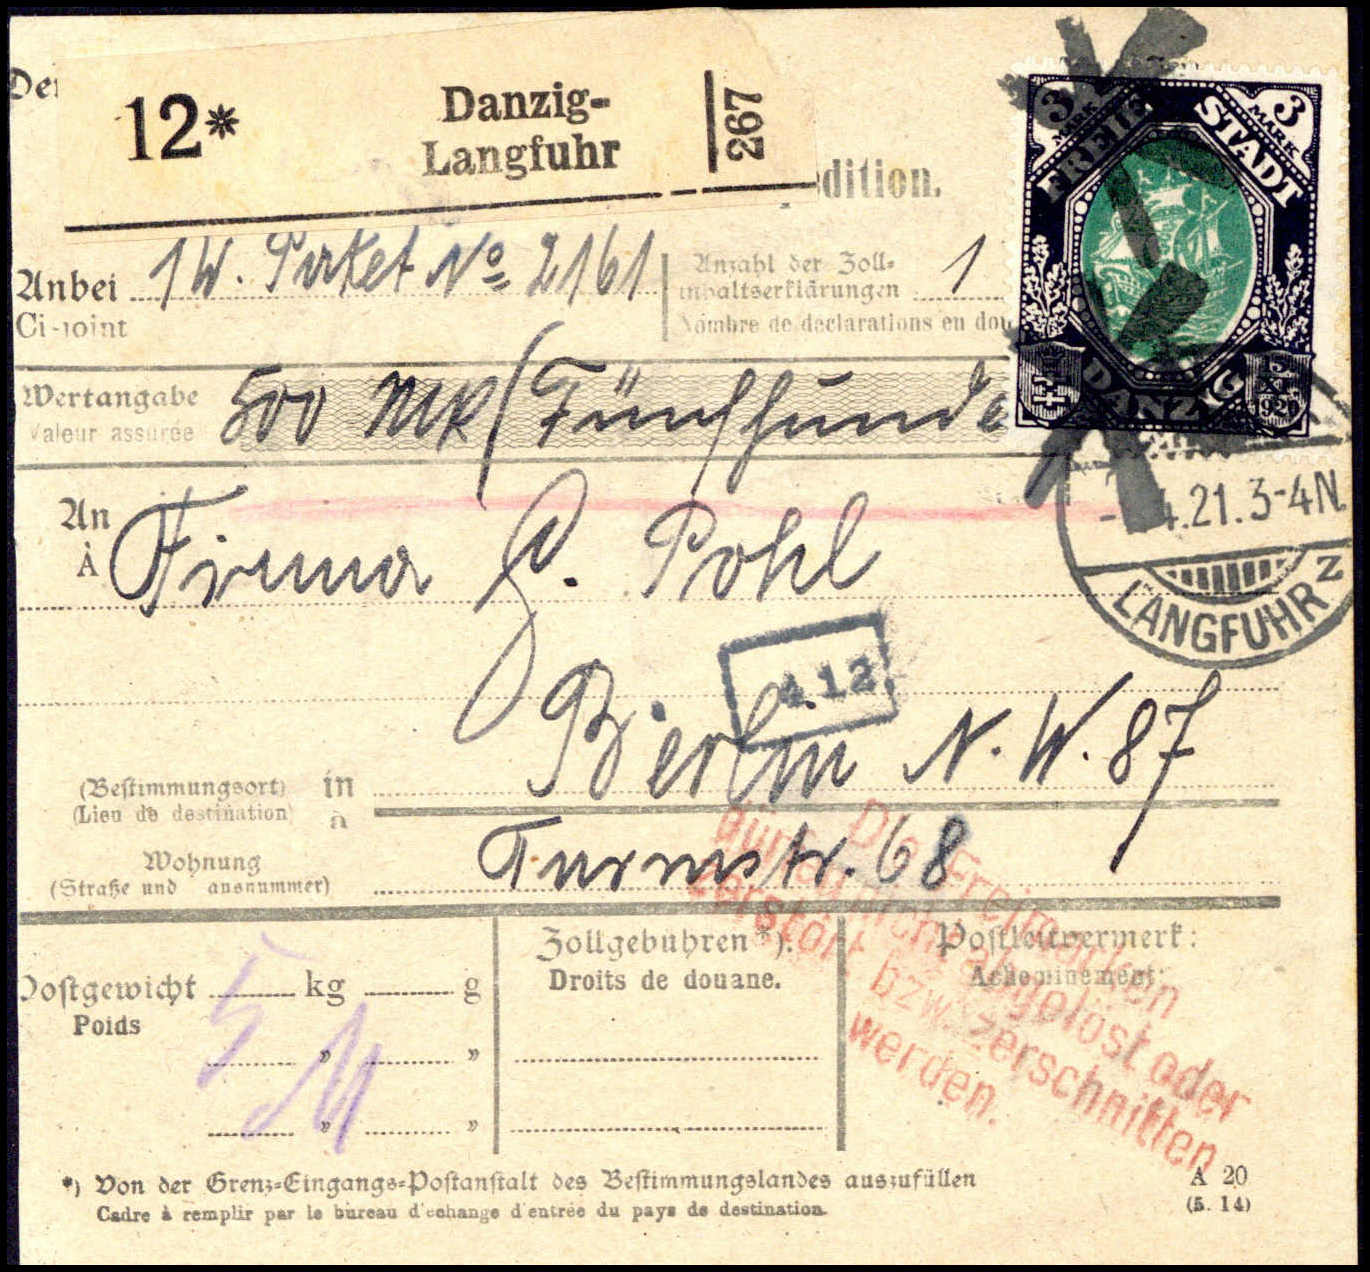 12* Danzig-Langfuhr 267
dition.
3 MARK 3 MARK
FREIE STADT
DANZIG
Anbei 1 W. Parket No 2161
Ci-joint
Anzahl der Zoll-
inhaltserklärungen 1
Nombre de declarations en dou
Wertangabe 500 Mk (Fünfhunde
Valeur assurée
4.21.3-4N.
LANGFUHR Z
An Firma G. Pohl
À
4.12
(Bestimmungsort) in Berlin N.W. 87
(Lieu de destination) a
Wohnung Turmstr. 68
(Straße und ausnummer)
Die Freimarken
dürfen nicht abgelöst oder
zerstört bzw. zerschnitten
werden.
Postgewicht kg g
Poids
Zollgebuhren *).
Droits de douane.
Postleitvermerk:
Acheminement:
*) Von der Grenz-Eingangs-Postanstalt des Bestimmungslandes auszufüllen
Cadre à remplir par le bureau d'echange d'entrée du pays de destination.
A 20
(5. 14)